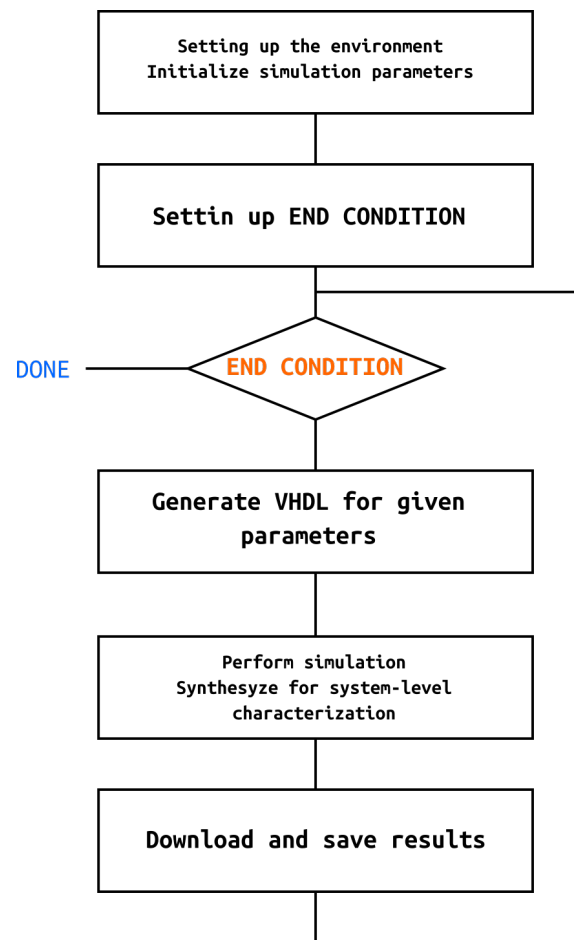 Setting up the environment
Initialize simulation parameters
Settin up END CONDITION
DONE
END CONDITION
Generate VHDL for given
parameters
Perform simulation
Synthesyze for system-level
characterization
Download and save results